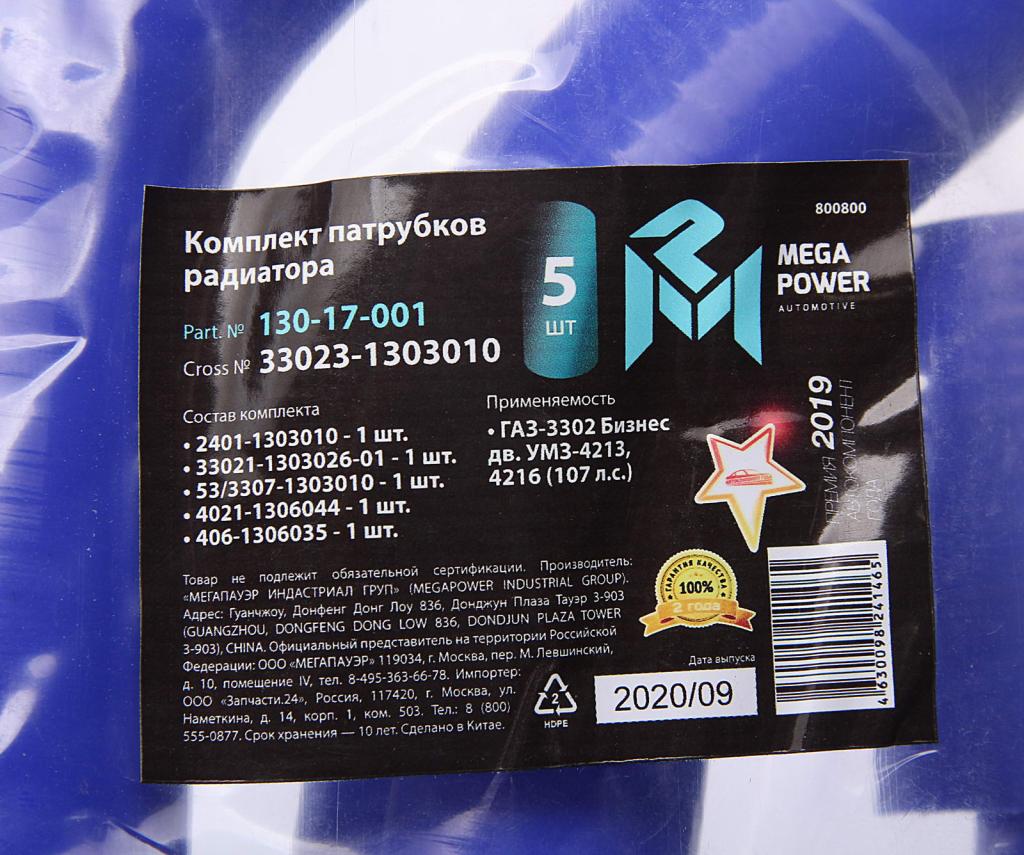 800800
Комплект патрубков
радиатора
Part. № 130-17-001
Cross № 33023-1303010
5
шт
MEGA
POWER
AUTOMOTIVE
Состав комплекта
• 2401-1303010 - 1 шт.
• 33021-1303026-01 - 1 шт.
• 53/3307-1303010 - 1 шт.
• 4021-1306044 - 1 шт.
• 406-1306035 - 1 шт.
Применяемость
• ГАЗ-3302 Бизнес
дв. УМЗ-4213,
4216 (107 л.с.)
ПРЕМИЯ 2019
АВТОКОМПОНЕНТ
ГОДА
Товар не подлежит обязательной сертификации. Производитель:
«МЕГАПАУЭР ИНДАСТРИАЛ ГРУП» (MEGAPOWER INDUSTRIAL GROUP).
Адрес: Гуанчжоу, Донфенг Донг Лоу 836, Донджун Плаза Тауэр 3-903
(GUANGZHOU, DONGFENG DONG LOW 836, DONDJUN PLAZA TOWER
3-903), CHINA. Официальный представитель на территории Российской
Федерации: ООО «МЕГАПАУЭР» 119034, г. Москва, пер. М. Левшинский,
д. 10, помещение IV, тел. 8-495-363-66-78. Импортер:
ООО «Запчасти.24», Россия, 117420, г. Москва, ул.
Наметкина, д. 14, корп. 1, ком. 503. Тел.: 8 (800)
555-0877. Срок хранения — 10 лет. Сделано в Китае.
ГАРАНТИЯ КАЧЕСТВА
100%
2 года
2
HDPE
Дата выпуска
2020/09
4630098241465